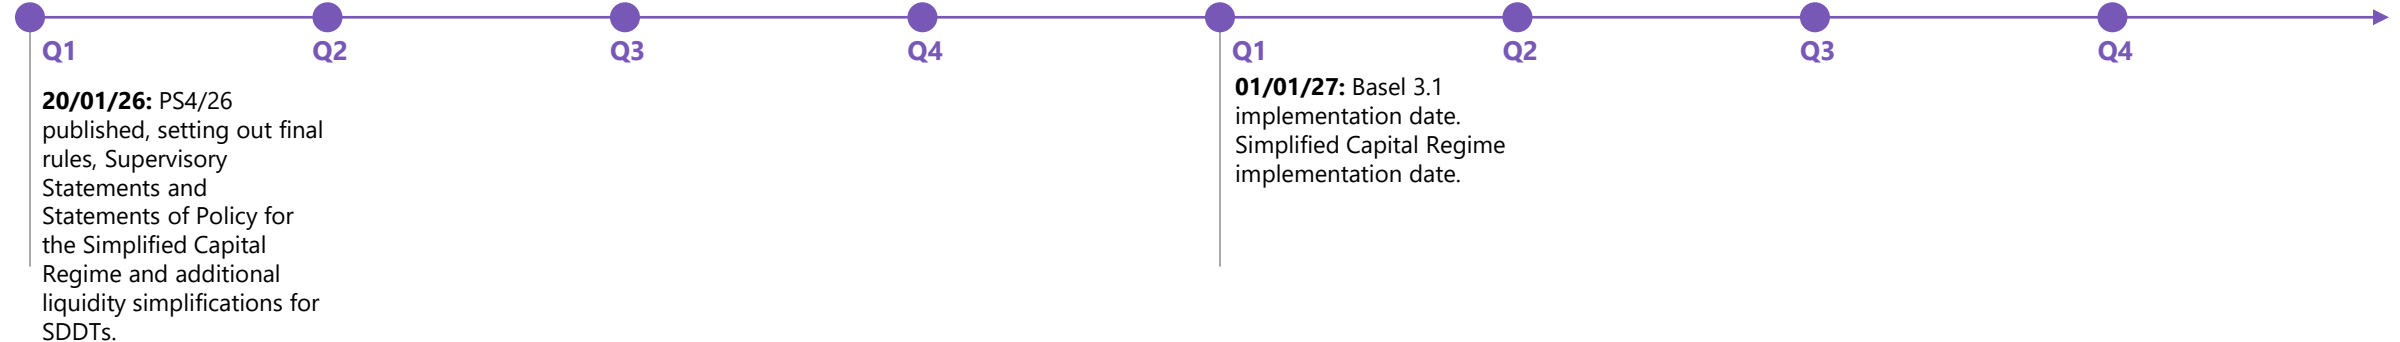 Q1 Q2 Q3 Q4 Q1 Q2 Q3 Q4
20/01/26: PS4/26
published, setting out final
rules, Supervisory
Statements and
Statements of Policy for
the Simplified Capital
Regime and additional
liquidity simplifications for
SDDTs.
01/01/27: Basel 3.1
implementation date.
Simplified Capital Regime
implementation date.